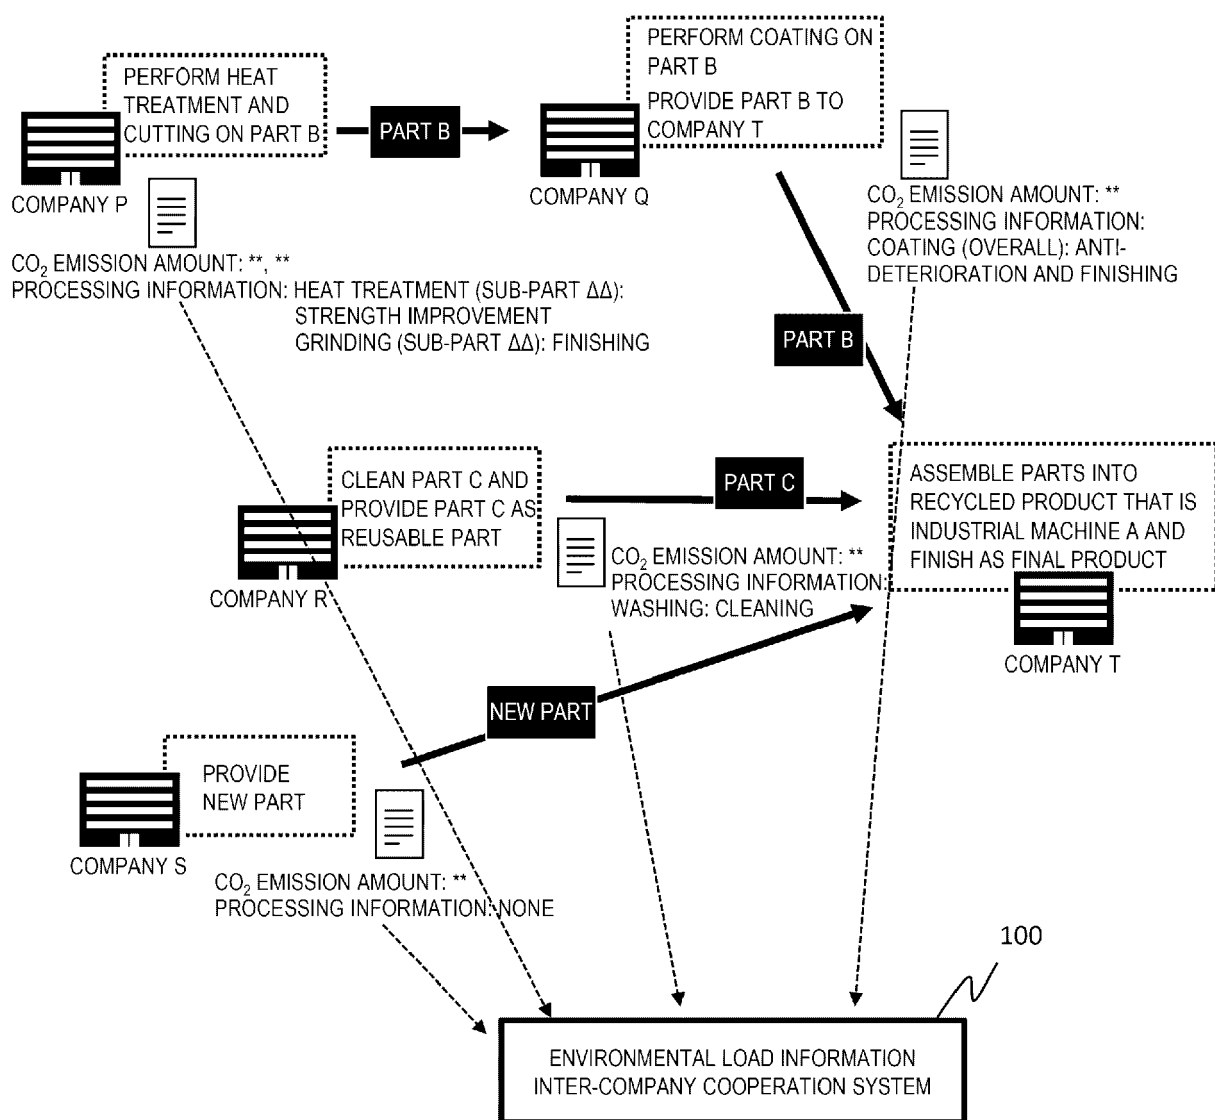 PERFORM HEAT
TREATMENT AND
CUTTING ON PART B
COMPANY P
PART B
PERFORM COATING ON
PART B
PROVIDE PART B TO
COMPANY T
COMPANY Q
CO₂ EMISSION AMOUNT: **, **
PROCESSING INFORMATION: HEAT TREATMENT (SUB-PART ΔΔ):
STRENGTH IMPROVEMENT
GRINDING (SUB-PART ΔΔ): FINISHING
CO₂ EMISSION AMOUNT: **
PROCESSING INFORMATION:
COATING (OVERALL): ANTI-
DETERIORATION AND FINISHING
PART B
CLEAN PART C AND
PROVIDE PART C AS
REUSABLE PART
COMPANY R
PART C
CO₂ EMISSION AMOUNT: **
PROCESSING INFORMATION:
WASHING: CLEANING
ASSEMBLE PARTS INTO
RECYCLED PRODUCT THAT IS
INDUSTRIAL MACHINE A AND
FINISH AS FINAL PRODUCT
COMPANY T
NEW PART
PROVIDE
NEW PART
COMPANY S
CO₂ EMISSION AMOUNT: **
PROCESSING INFORMATION: NONE
100
ENVIRONMENTAL LOAD INFORMATION
INTER-COMPANY COOPERATION SYSTEM